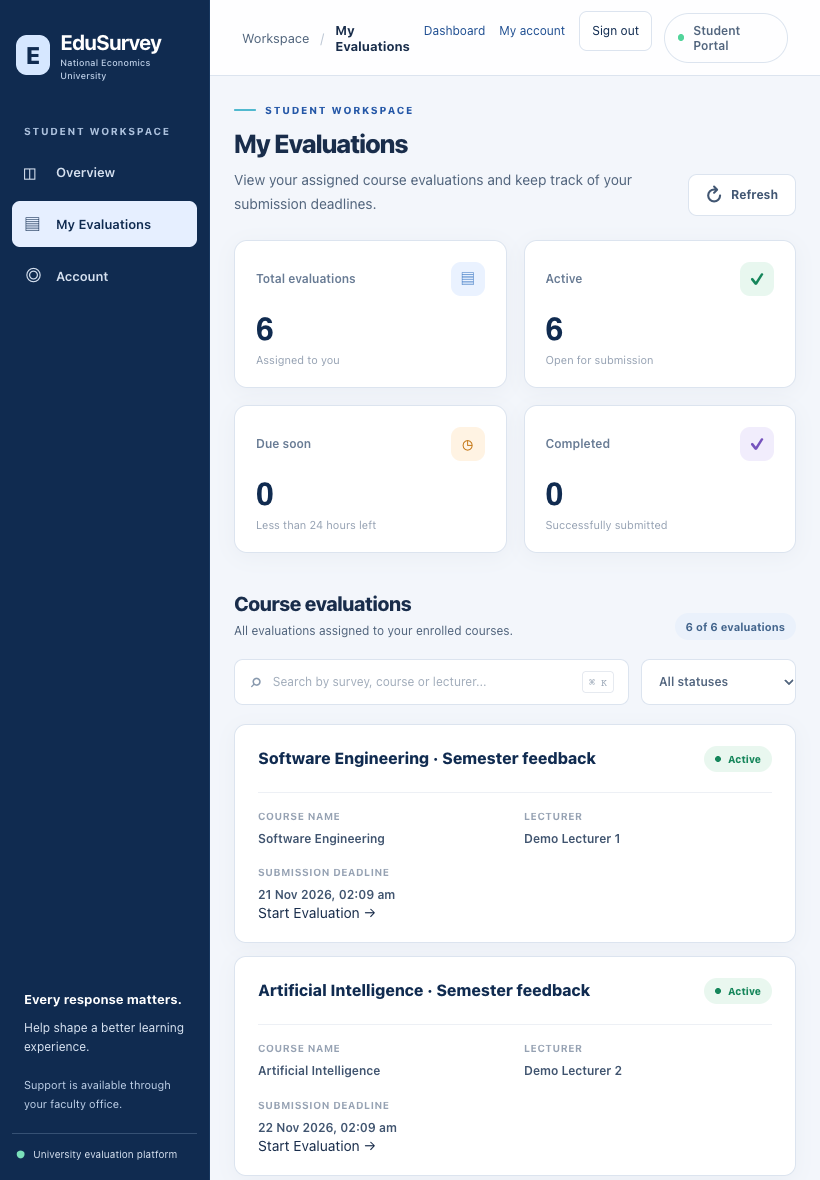 E
EduSurvey
National Economics
University
STUDENT WORKSPACE
Overview
My Evaluations
Account
Every response matters.
Help shape a better learning
experience.
Support is available through
your faculty office.
University evaluation platform
Workspace / My
Evaluations
Dashboard
My account
Sign out
Student
Portal
STUDENT WORKSPACE
My Evaluations
View your assigned course evaluations and keep track of your
submission deadlines.
Refresh
Total evaluations
6
Assigned to you
Active
6
Open for submission
Due soon
0
Less than 24 hours left
Completed
0
Successfully submitted
Course evaluations
All evaluations assigned to your enrolled courses.
6 of 6 evaluations
Search by survey, course or lecturer...
⌘ K
All statuses
Software Engineering · Semester feedback
Active
COURSE NAME
Software Engineering
LECTURER
Demo Lecturer 1
SUBMISSION DEADLINE
21 Nov 2026, 02:09 am
Start Evaluation →
Artificial Intelligence · Semester feedback
Active
COURSE NAME
Artificial Intelligence
LECTURER
Demo Lecturer 2
SUBMISSION DEADLINE
22 Nov 2026, 02:09 am
Start Evaluation →